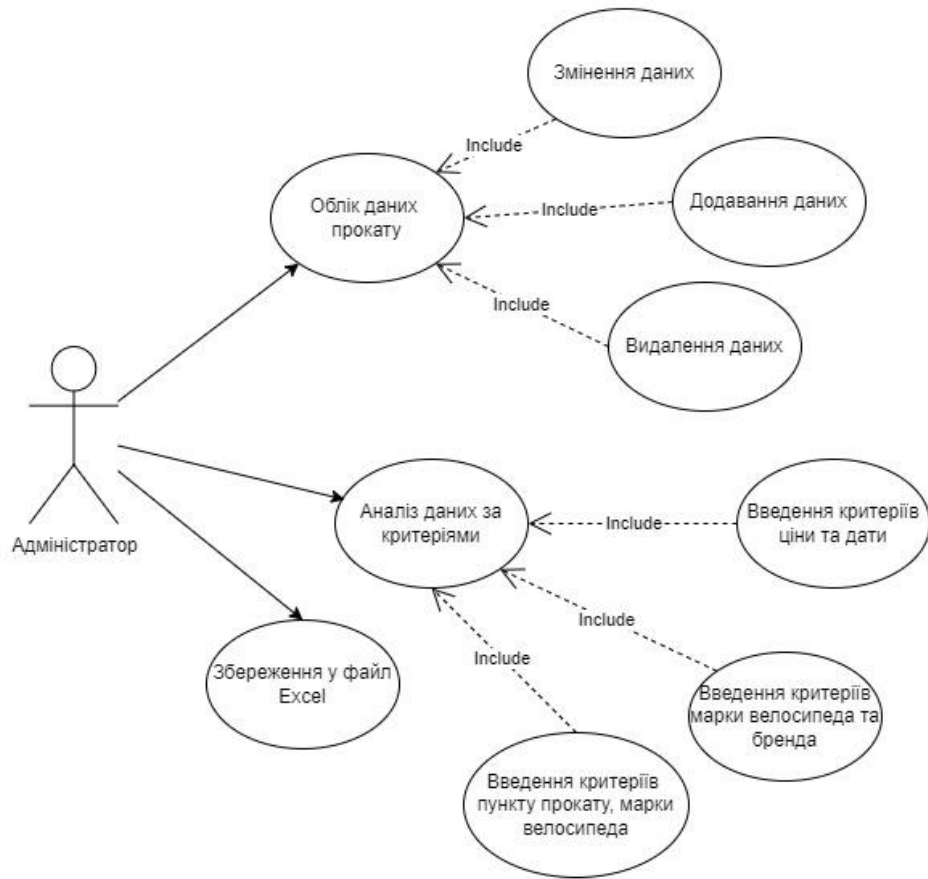 Змінення даних
Include
Облік даних
прокату
Include
Додавання даних
Include
Видалення даних
Адміністратор
Аналіз даних за
критеріями
Include
Введення критеріїв
ціни та дати
Include
Збереження у файл
Excel
Include
Введення критеріїв
марки велосипеда та
бренда
Введення критеріїв
пункту прокату, марки
велосипеда